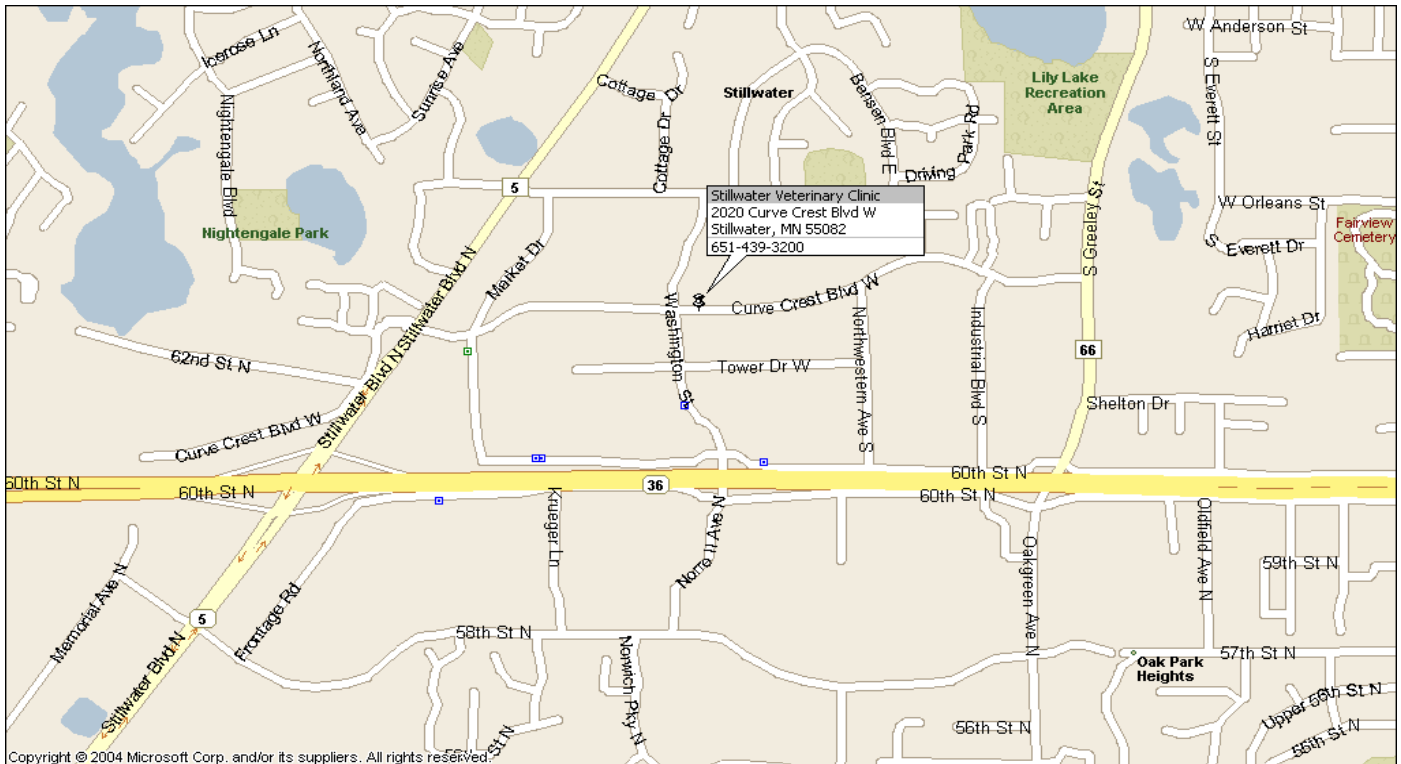 W Anderson St
Icerose Ln
Northland Ave
Sunrise Ave
Cottage Dr
Stillwater
Lily Lake
Recreation
Area
Nightengale Blvd
Cottage Dr
Bensen Blvd E
Driving Park Rd
S Everett St
5
Stillwater Veterinary Clinic
2020 Curve Crest Blvd W
Stillwater, MN 55082
651-439-3200
W Orleans St
Nightengale Park
Fairview
Cemetery
S Everett Dr
Market Dr
S Greeley St
Stillwater Blvd N
Stillwater Blvd N
Washington St
Curve Crest Blvd W
Northwestern Ave S
Industrial Blvd S
Harriet Dr
62nd St N
Tower Dr W
66
Shelton Dr
Curve Crest Blvd W
60th St N
60th St N
36
60th St N
60th St N
Krueger Ln
Norell Ave N
Oakgreen Ave N
Oldfield Ave N
59th St N
Memorial Ave N
5
Frontage Rd
58th St N
Norwich Pky N
57th St N
Oak Park
Heights
Stillwater Blvd N
Upper 56th St N
56th St N
55th St N
St N
Copyright © 2004 Microsoft Corp. and/or its suppliers. All rights reserved.